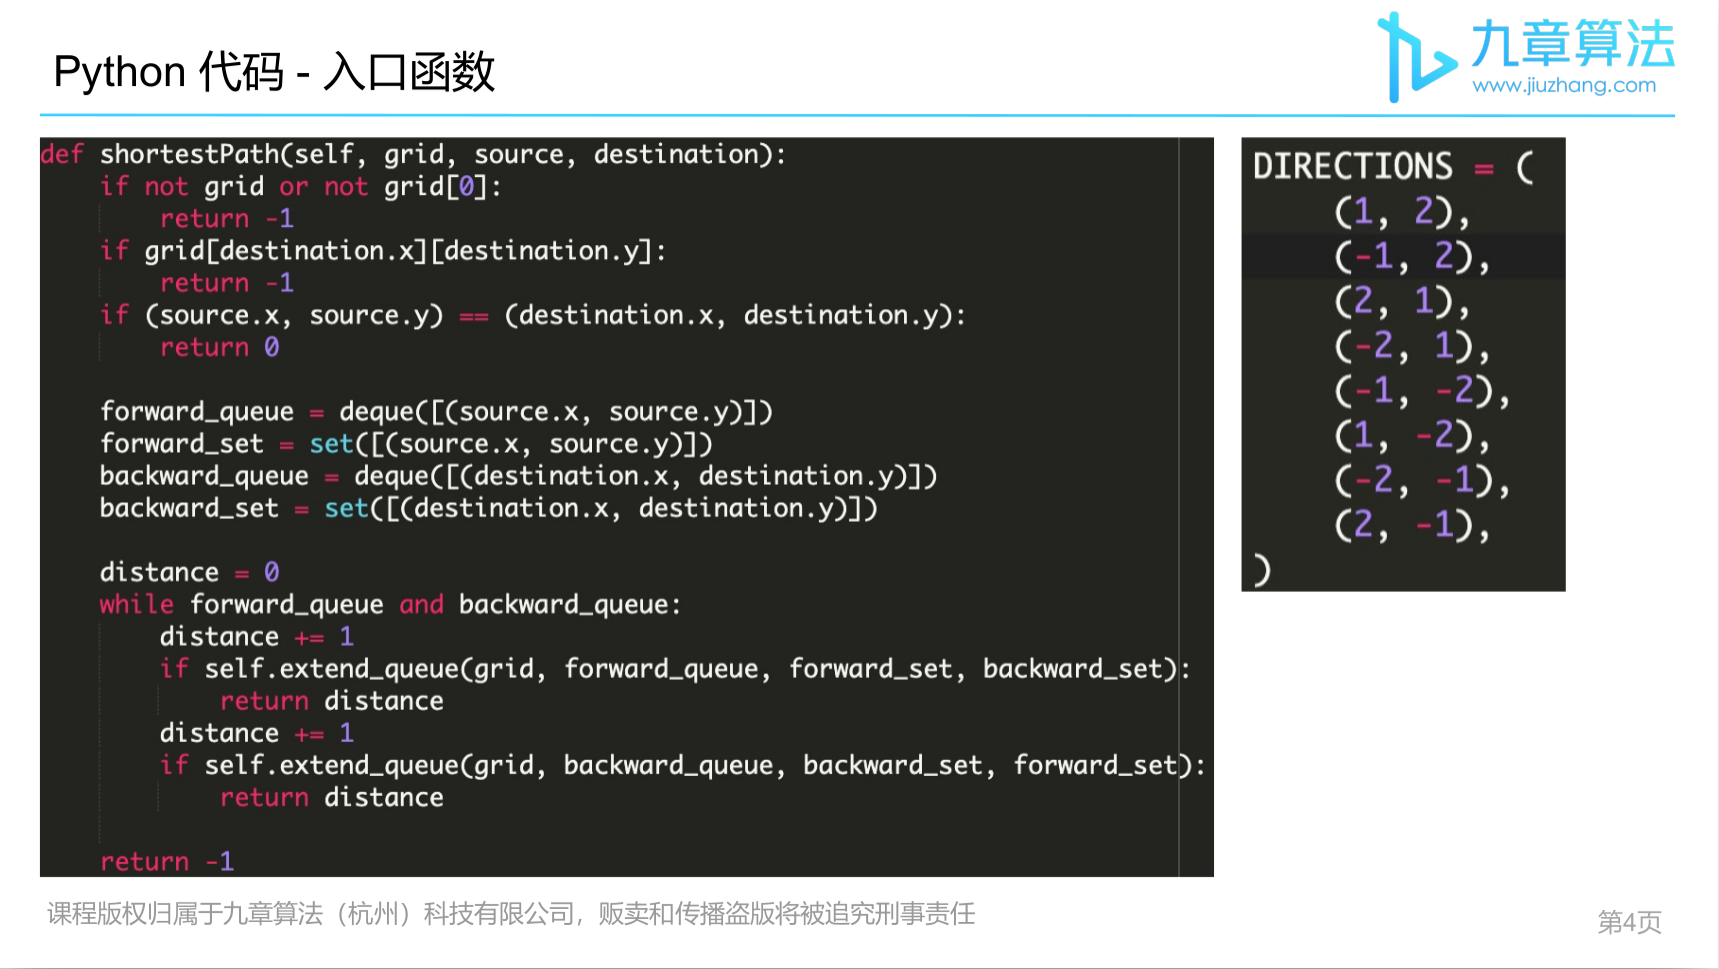 Python 代码 - 入口函数
九章算法
www.jiuzhang.com
def shortestPath(self, grid, source, destination):
    if not grid or not grid[0]:
        return -1
    if grid[destination.x][destination.y]:
        return -1
    if (source.x, source.y) == (destination.x, destination.y):
        return 0
    forward_queue = deque([(source.x, source.y)])
    forward_set = set([(source.x, source.y)])
    backward_queue = deque([(destination.x, destination.y)])
    backward_set = set([(destination.x, destination.y)])
    distance = 0
    while forward_queue and backward_queue:
        distance += 1
        if self.extend_queue(grid, forward_queue, forward_set, backward_set):
            return distance
        distance += 1
        if self.extend_queue(grid, backward_queue, backward_set, forward_set):
            return distance
    return -1
DIRECTIONS = (
    (1, 2),
    (-1, 2),
    (2, 1),
    (-2, 1),
    (-1, -2),
    (1, -2),
    (-2, -1),
    (2, -1),
)
课程版权归属于九章算法（杭州）科技有限公司，贩卖和传播盗版将被追究刑事责任
第4页